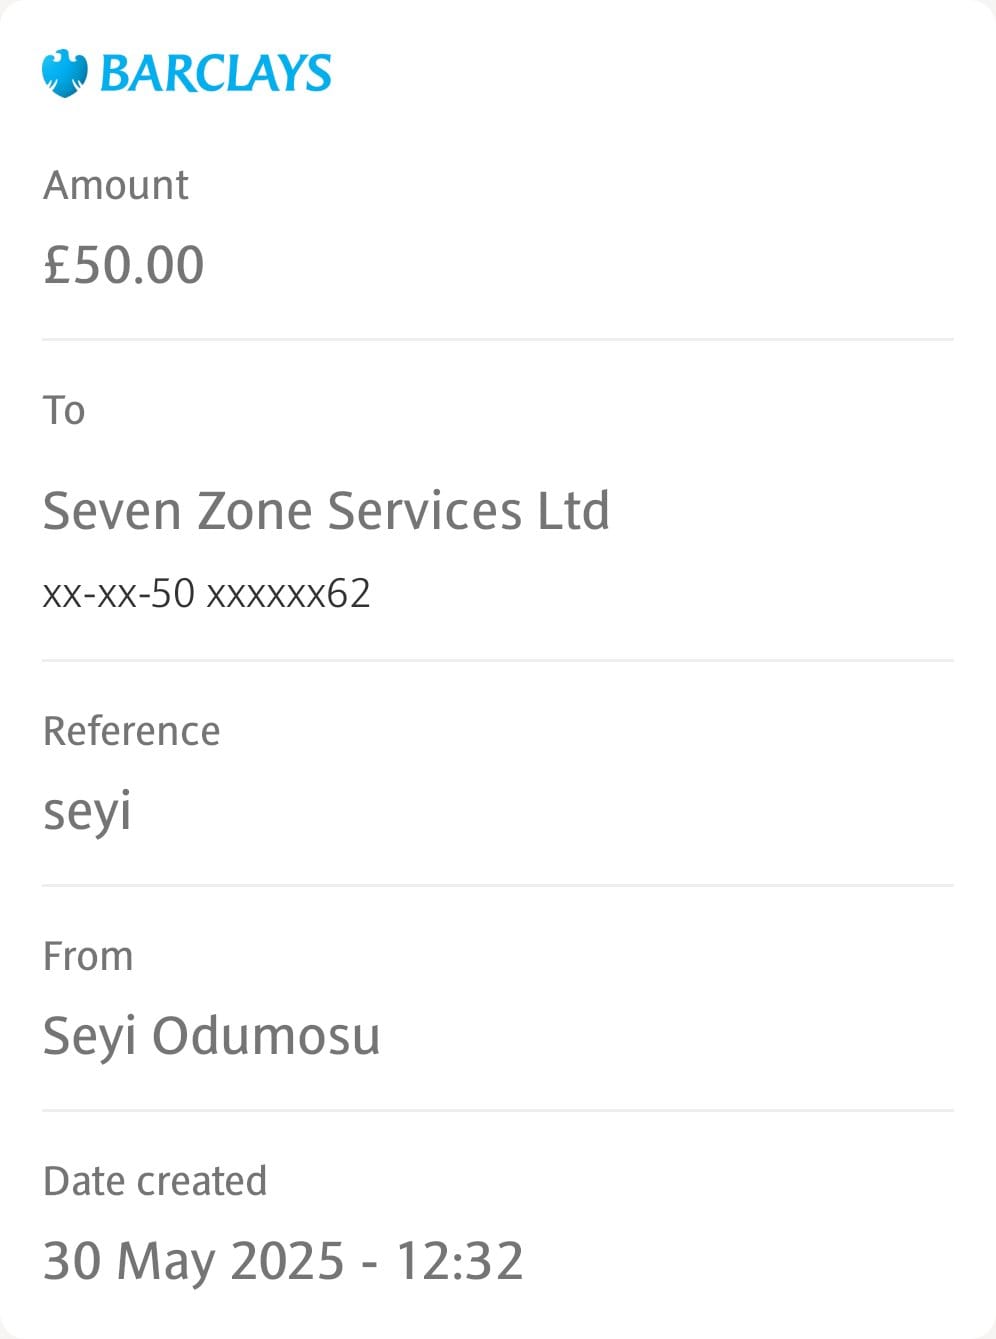 BARCLAYS
Amount
£50.00
To
Seven Zone Services Ltd
xx-xx-50 xxxxxx62
Reference
seyi
From
Seyi Odumosu
Date created
30 May 2025 - 12:32